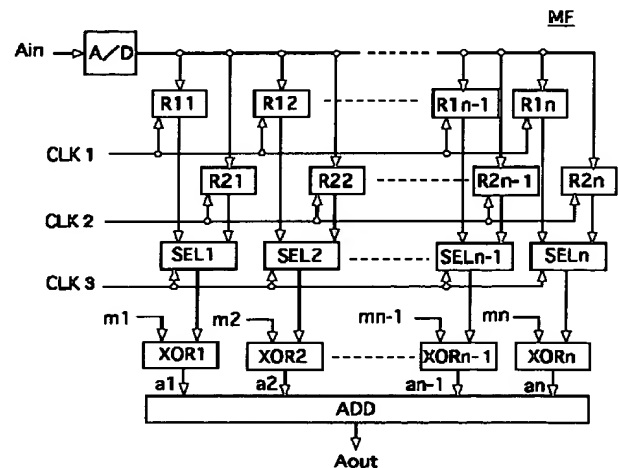 MF
Ain
A/D
R11 R12 R1n-1 R1n
CLK 1
R21 R22 R2n-1 R2n
CLK 2
SEL1 SEL2 SELn-1 SELn
CLK 3
m1 m2 mn-1 mn
XOR1 XOR2 XORn-1 XORn
a1 a2 an-1 an
ADD
Aout